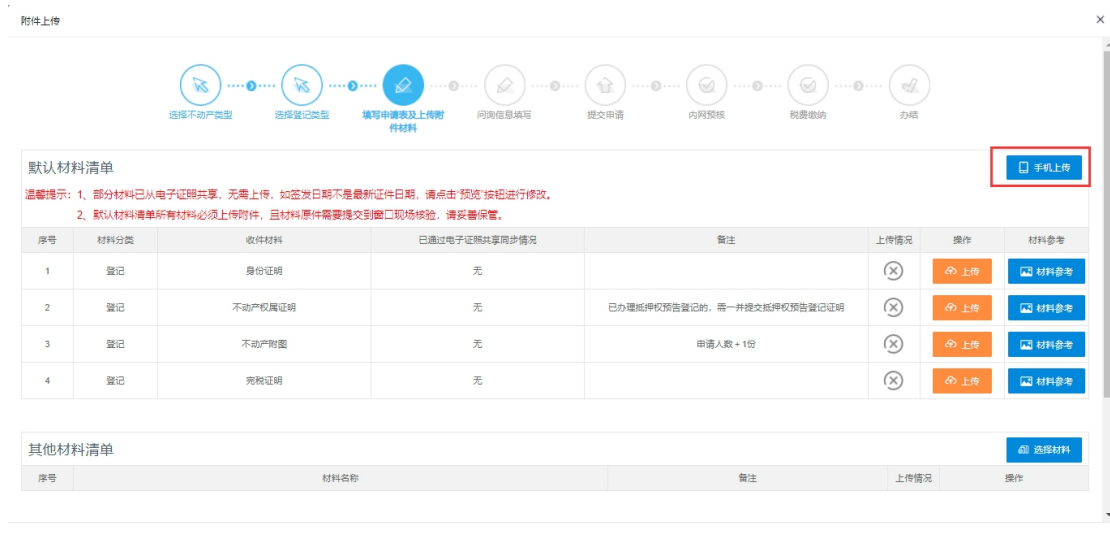 附件上传
选择不动产类型
选择登记类型
填写申请表及上传附
件材料
问询信息填写
提交申请
内网预核
税费缴纳
办结
默认材料清单
手机上传
温馨提示：1、部分材料已从电子证照共享，无需上传，如签发日期不是最新证件日期，请点击“预览”按钮进行修改。
2、默认材料清单所有材料必须上传附件，且材料原件需要提交到窗口现场核验，请妥善保管。
序号 材料分类 收件材料 已通过电子证照共享同步情况 备注 上传情况 操作 材料参考
1 登记 身份证明 无 上传 材料参考
2 登记 不动产权属证明 无 已办理抵押权预告登记的，需一并提交抵押权预告登记证明 上传 材料参考
3 登记 不动产附图 无 申请人数+1份 上传 材料参考
4 登记 完税证明 无 上传 材料参考
其他材料清单
选择材料
序号 材料名称 备注 上传情况 操作